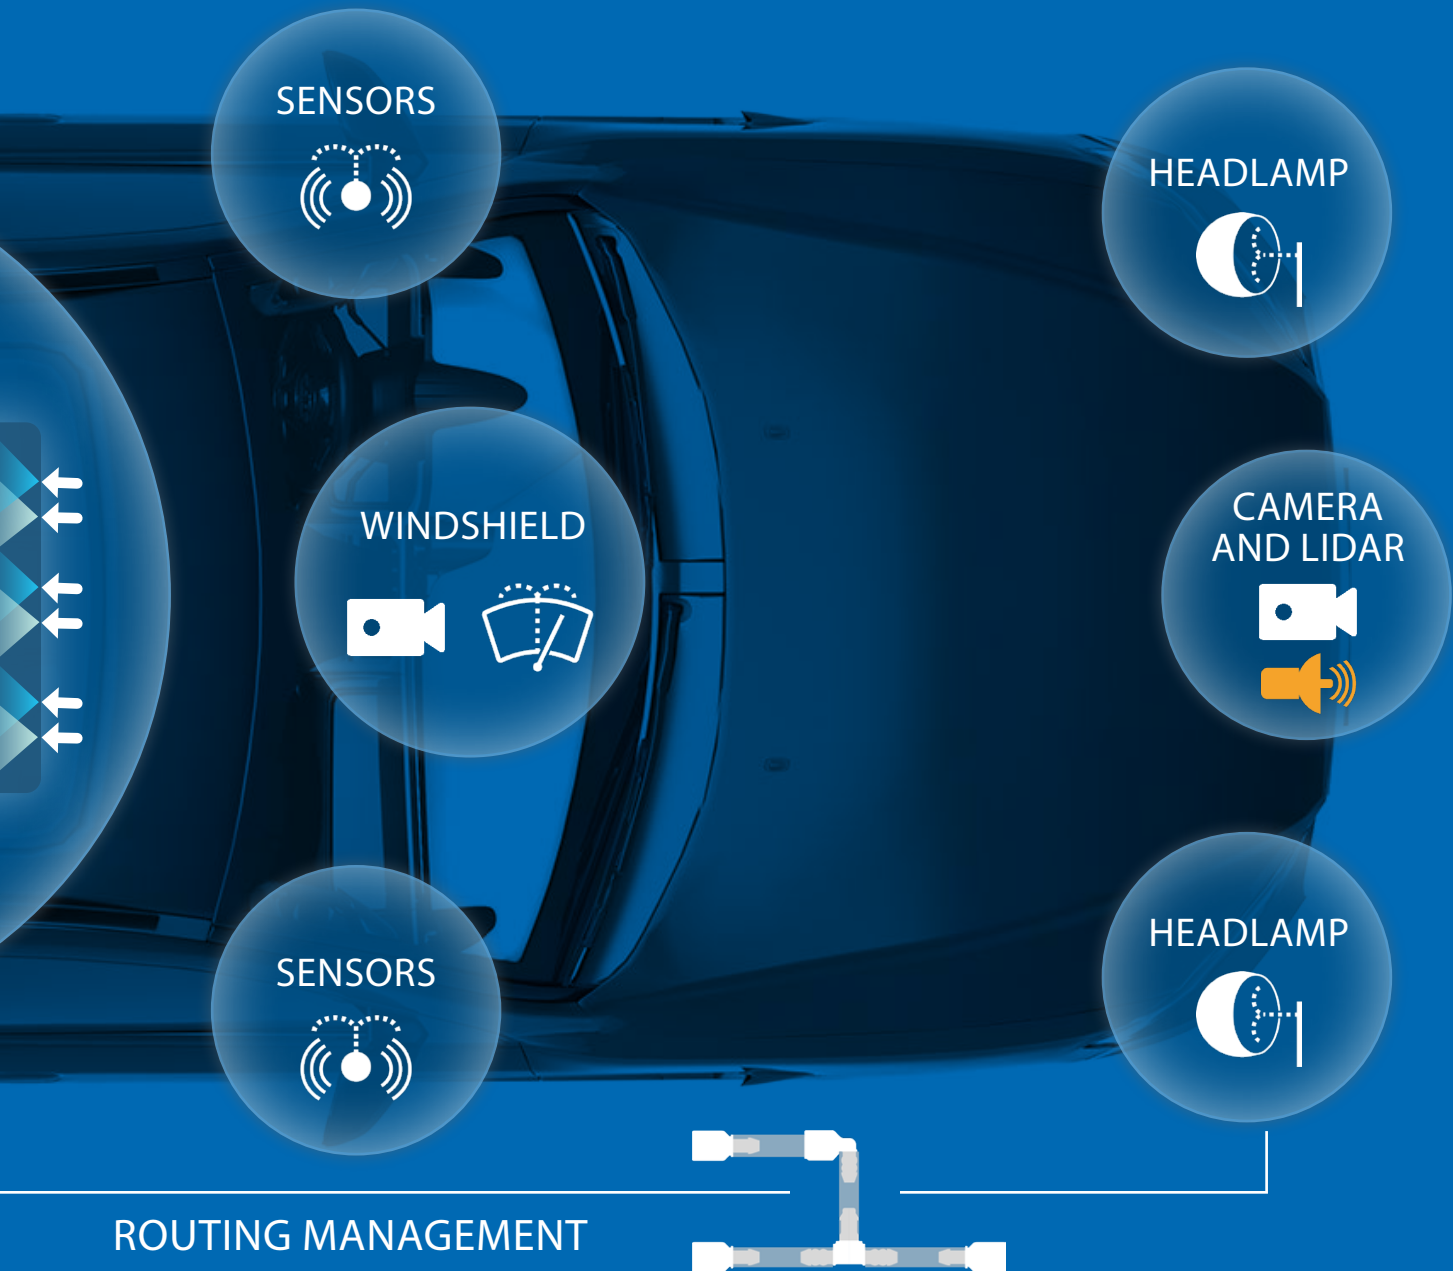 SENSORS
HEADLAMP
WINDSHIELD
CAMERA
AND LIDAR
SENSORS
HEADLAMP
ROUTING MANAGEMENT